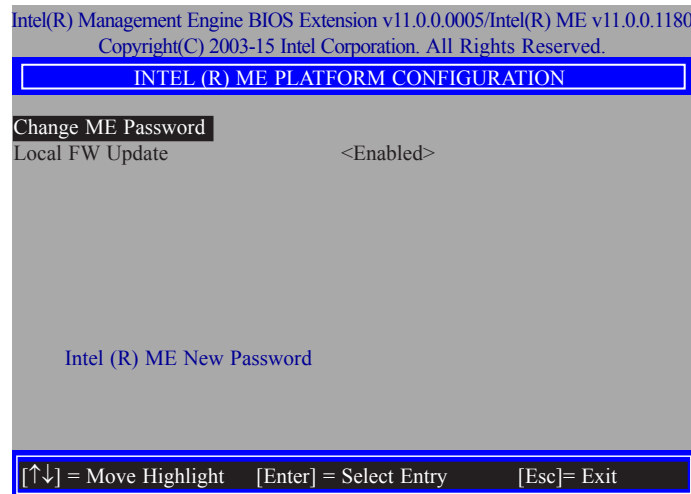 Intel(R) Management Engine BIOS Extension v11.0.0.0005/Intel(R) ME v11.0.0.1180
Copyright(C) 2003-15 Intel Corporation. All Rights Reserved.
INTEL (R) ME PLATFORM CONFIGURATION
Change ME Password
Local FW Update <Enabled>
Intel (R) ME New Password
[↑↓] = Move Highlight [Enter] = Select Entry [Esc]= Exit